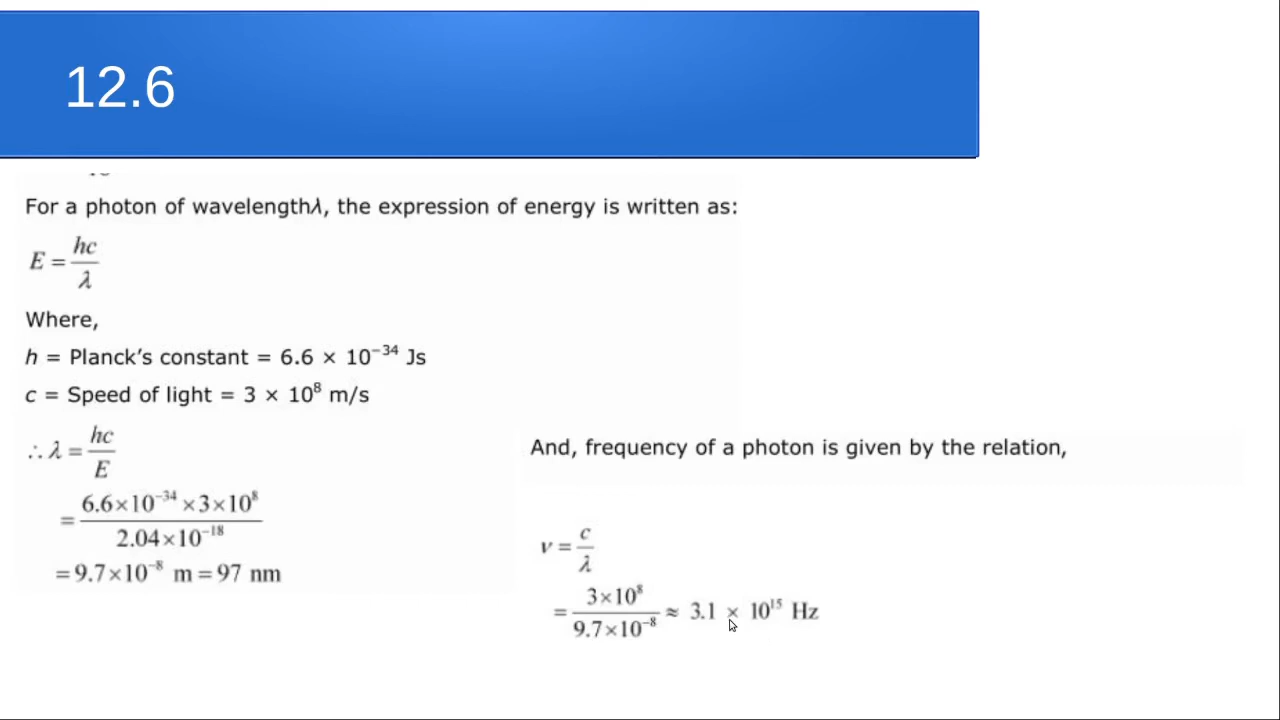 12.6
For a photon of wavelengthλ, the expression of energy is written as:
E = hc/λ
Where,
h = Planck’s constant = 6.6 × 10⁻³⁴ Js
c = Speed of light = 3 × 10⁸ m/s
∴ λ = hc/E
= 6.6×10⁻³⁴ ×3×10⁸ / 2.04×10⁻¹⁸
= 9.7×10⁻⁸ m = 97 nm
And, frequency of a photon is given by the relation,
ν = c/λ
= 3×10⁸ / 9.7×10⁻⁸ ≈ 3.1 × 10¹⁵ Hz